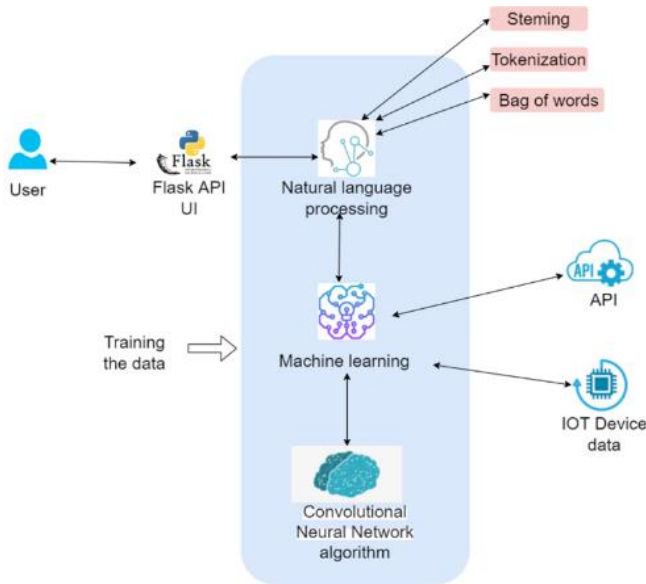 Steming
Tokenization
Bag of words
User
Flask
Flask API
UI
Natural language
processing
API
API
Training
the data
Machine learning
IOT Device
data
Convolutional
Neural Network
algorithm